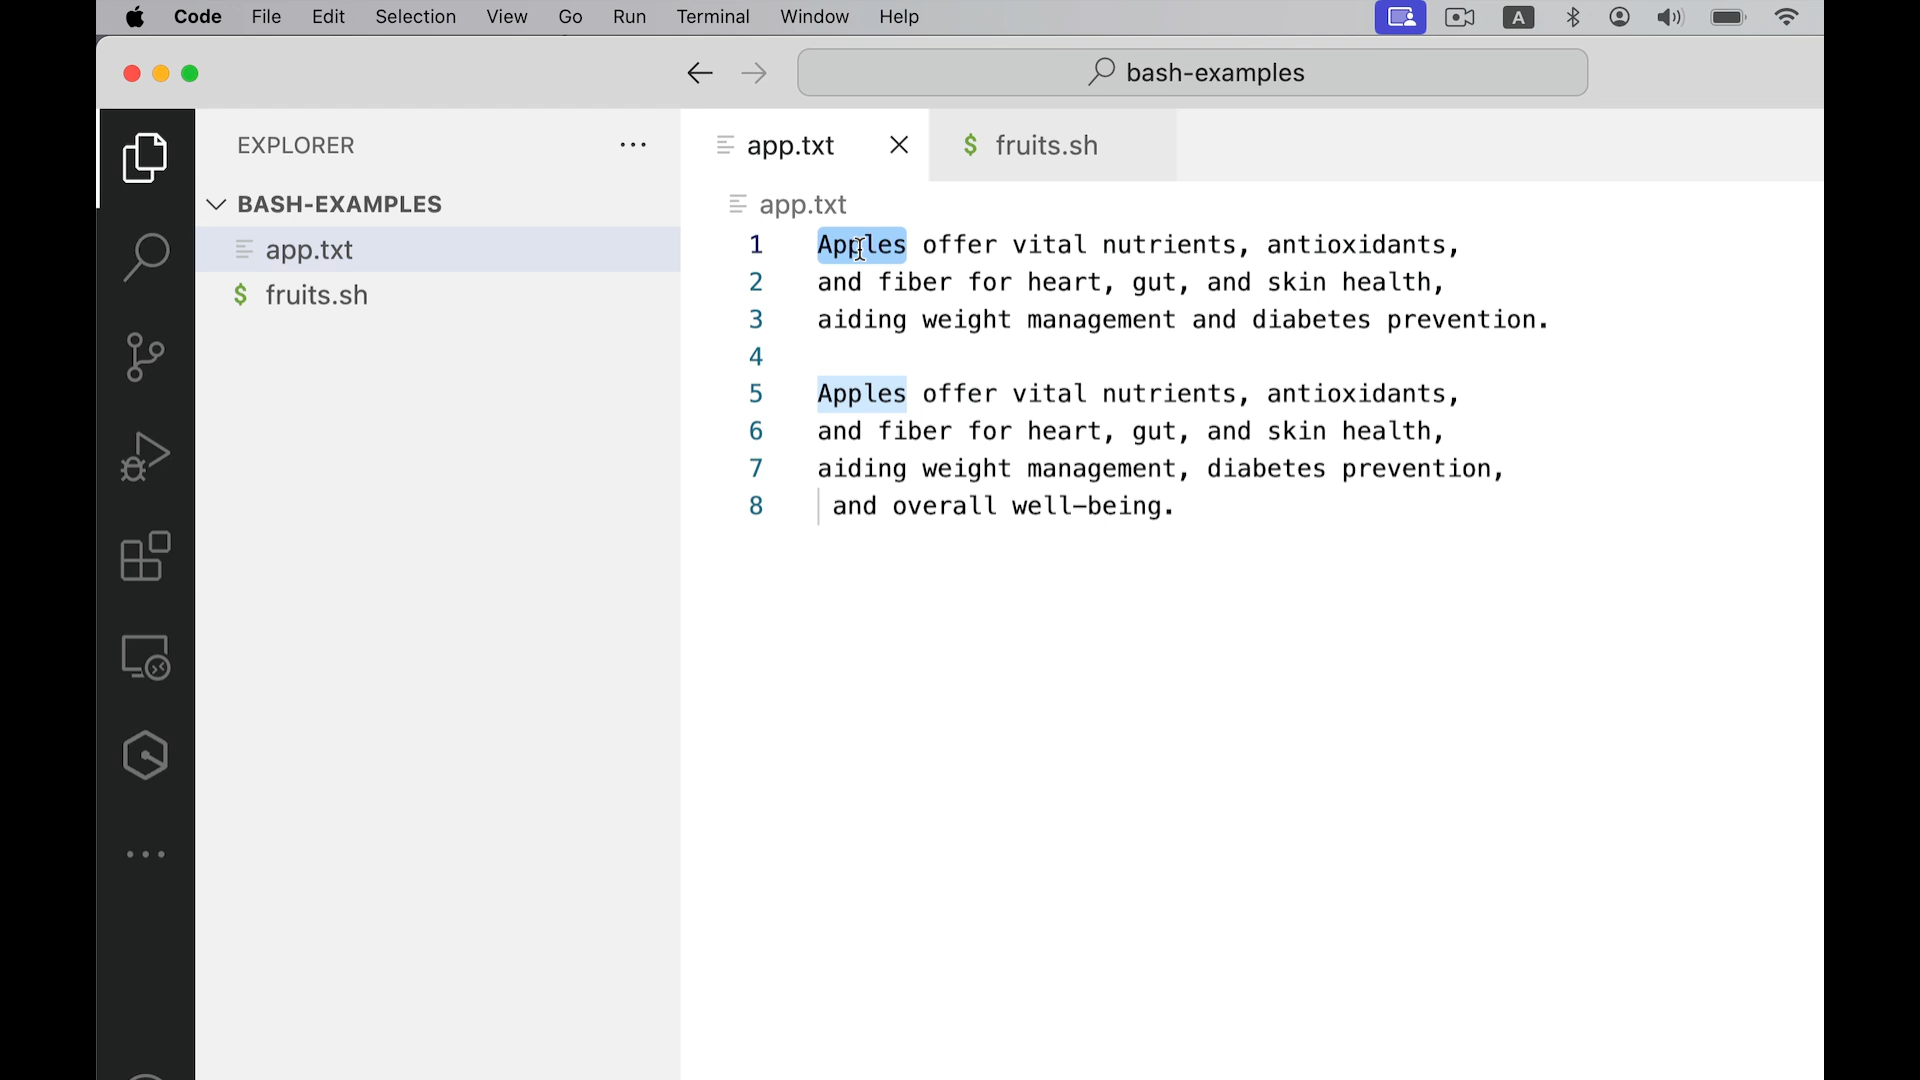 Code File Edit Selection View Go Run Terminal Window Help A
bash-examples
EXPLORER
BASH-EXAMPLES
app.txt
$ fruits.sh
app.txt $ fruits.sh
app.txt
1 Apples offer vital nutrients, antioxidants,
2 and fiber for heart, gut, and skin health,
3 aiding weight management and diabetes prevention.
4
5 Apples offer vital nutrients, antioxidants,
6 and fiber for heart, gut, and skin health,
7 aiding weight management, diabetes prevention,
8 and overall well-being.